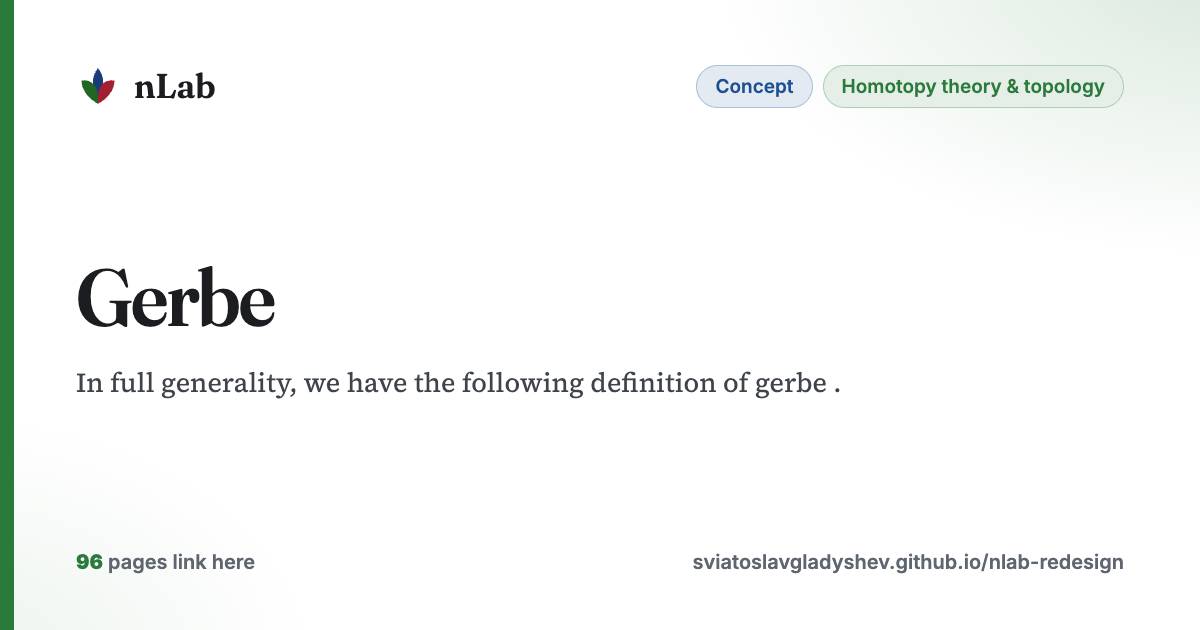 nLab
Concept
Homotopy theory & topology
Gerbe
In full generality, we have the following definition of gerbe .
96 pages link here
sviatoslavgladyshev.github.io/nlab-redesign